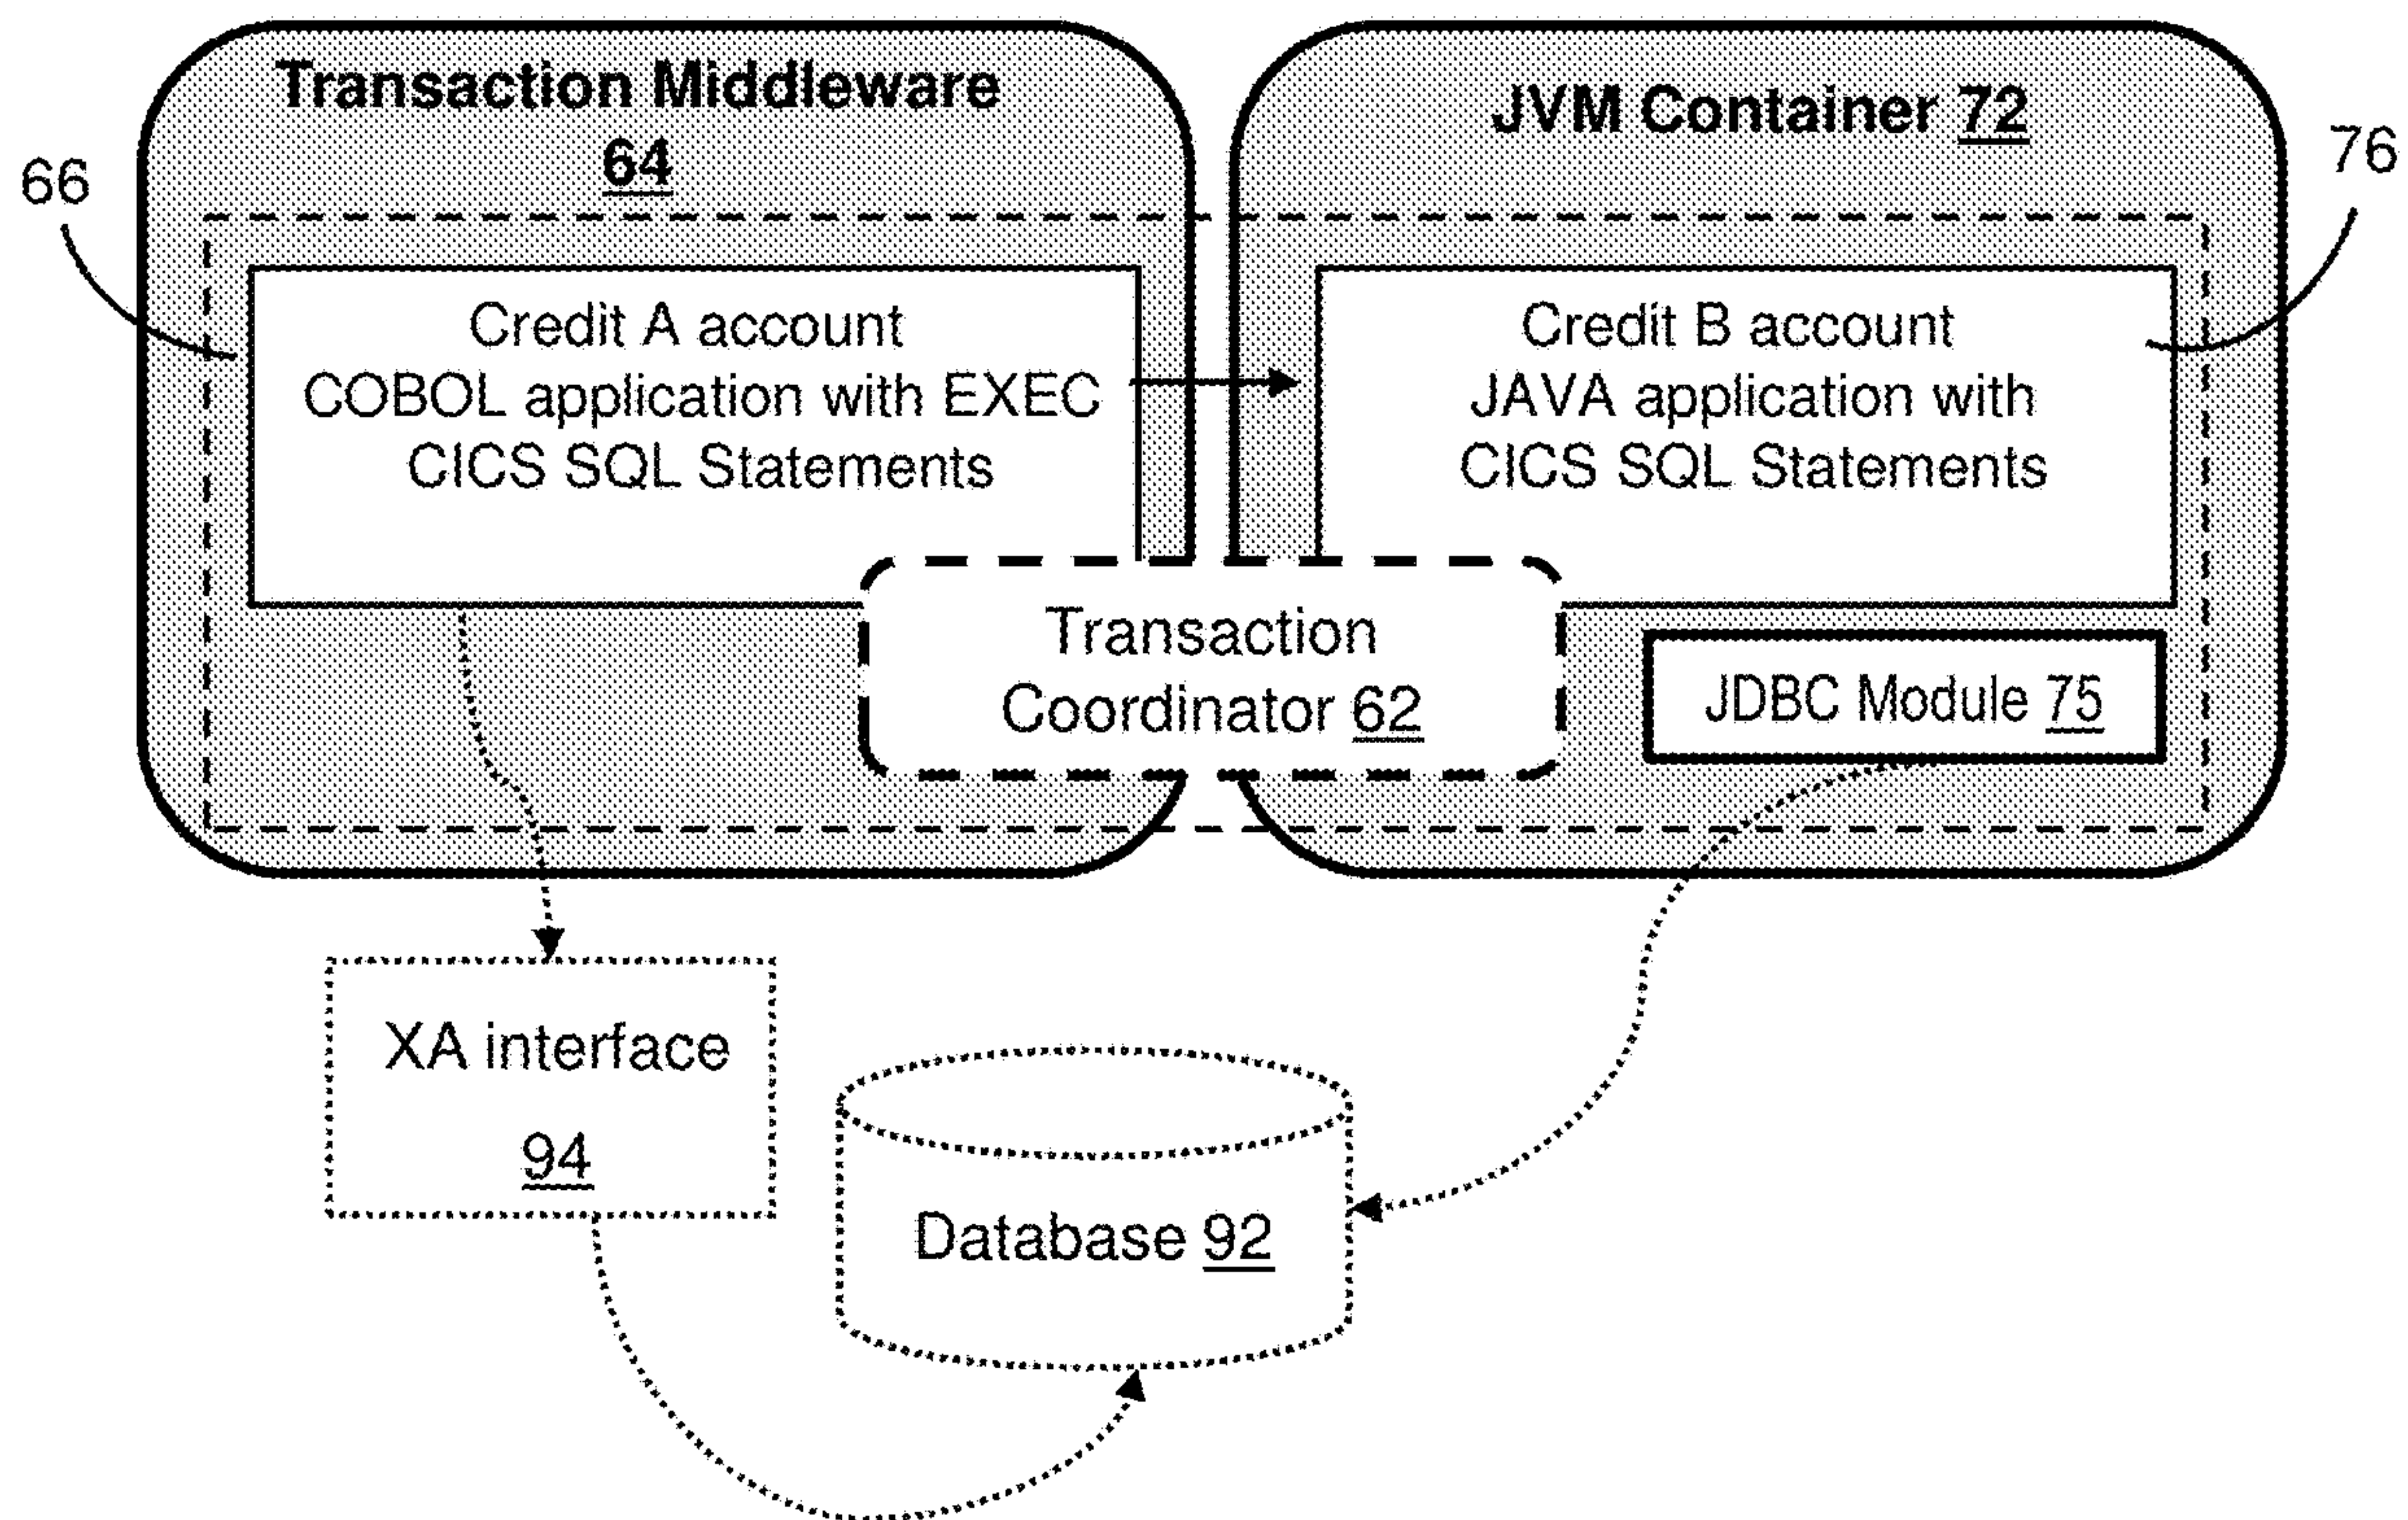 Transaction Middleware
64
JVM Container 72
66
76
Credit A account
COBOL application with EXEC
CICS SQL Statements
Credit B account
JAVA application with
CICS SQL Statements
Transaction
Coordinator 62
JDBC Module 75
XA interface
94
Database 92